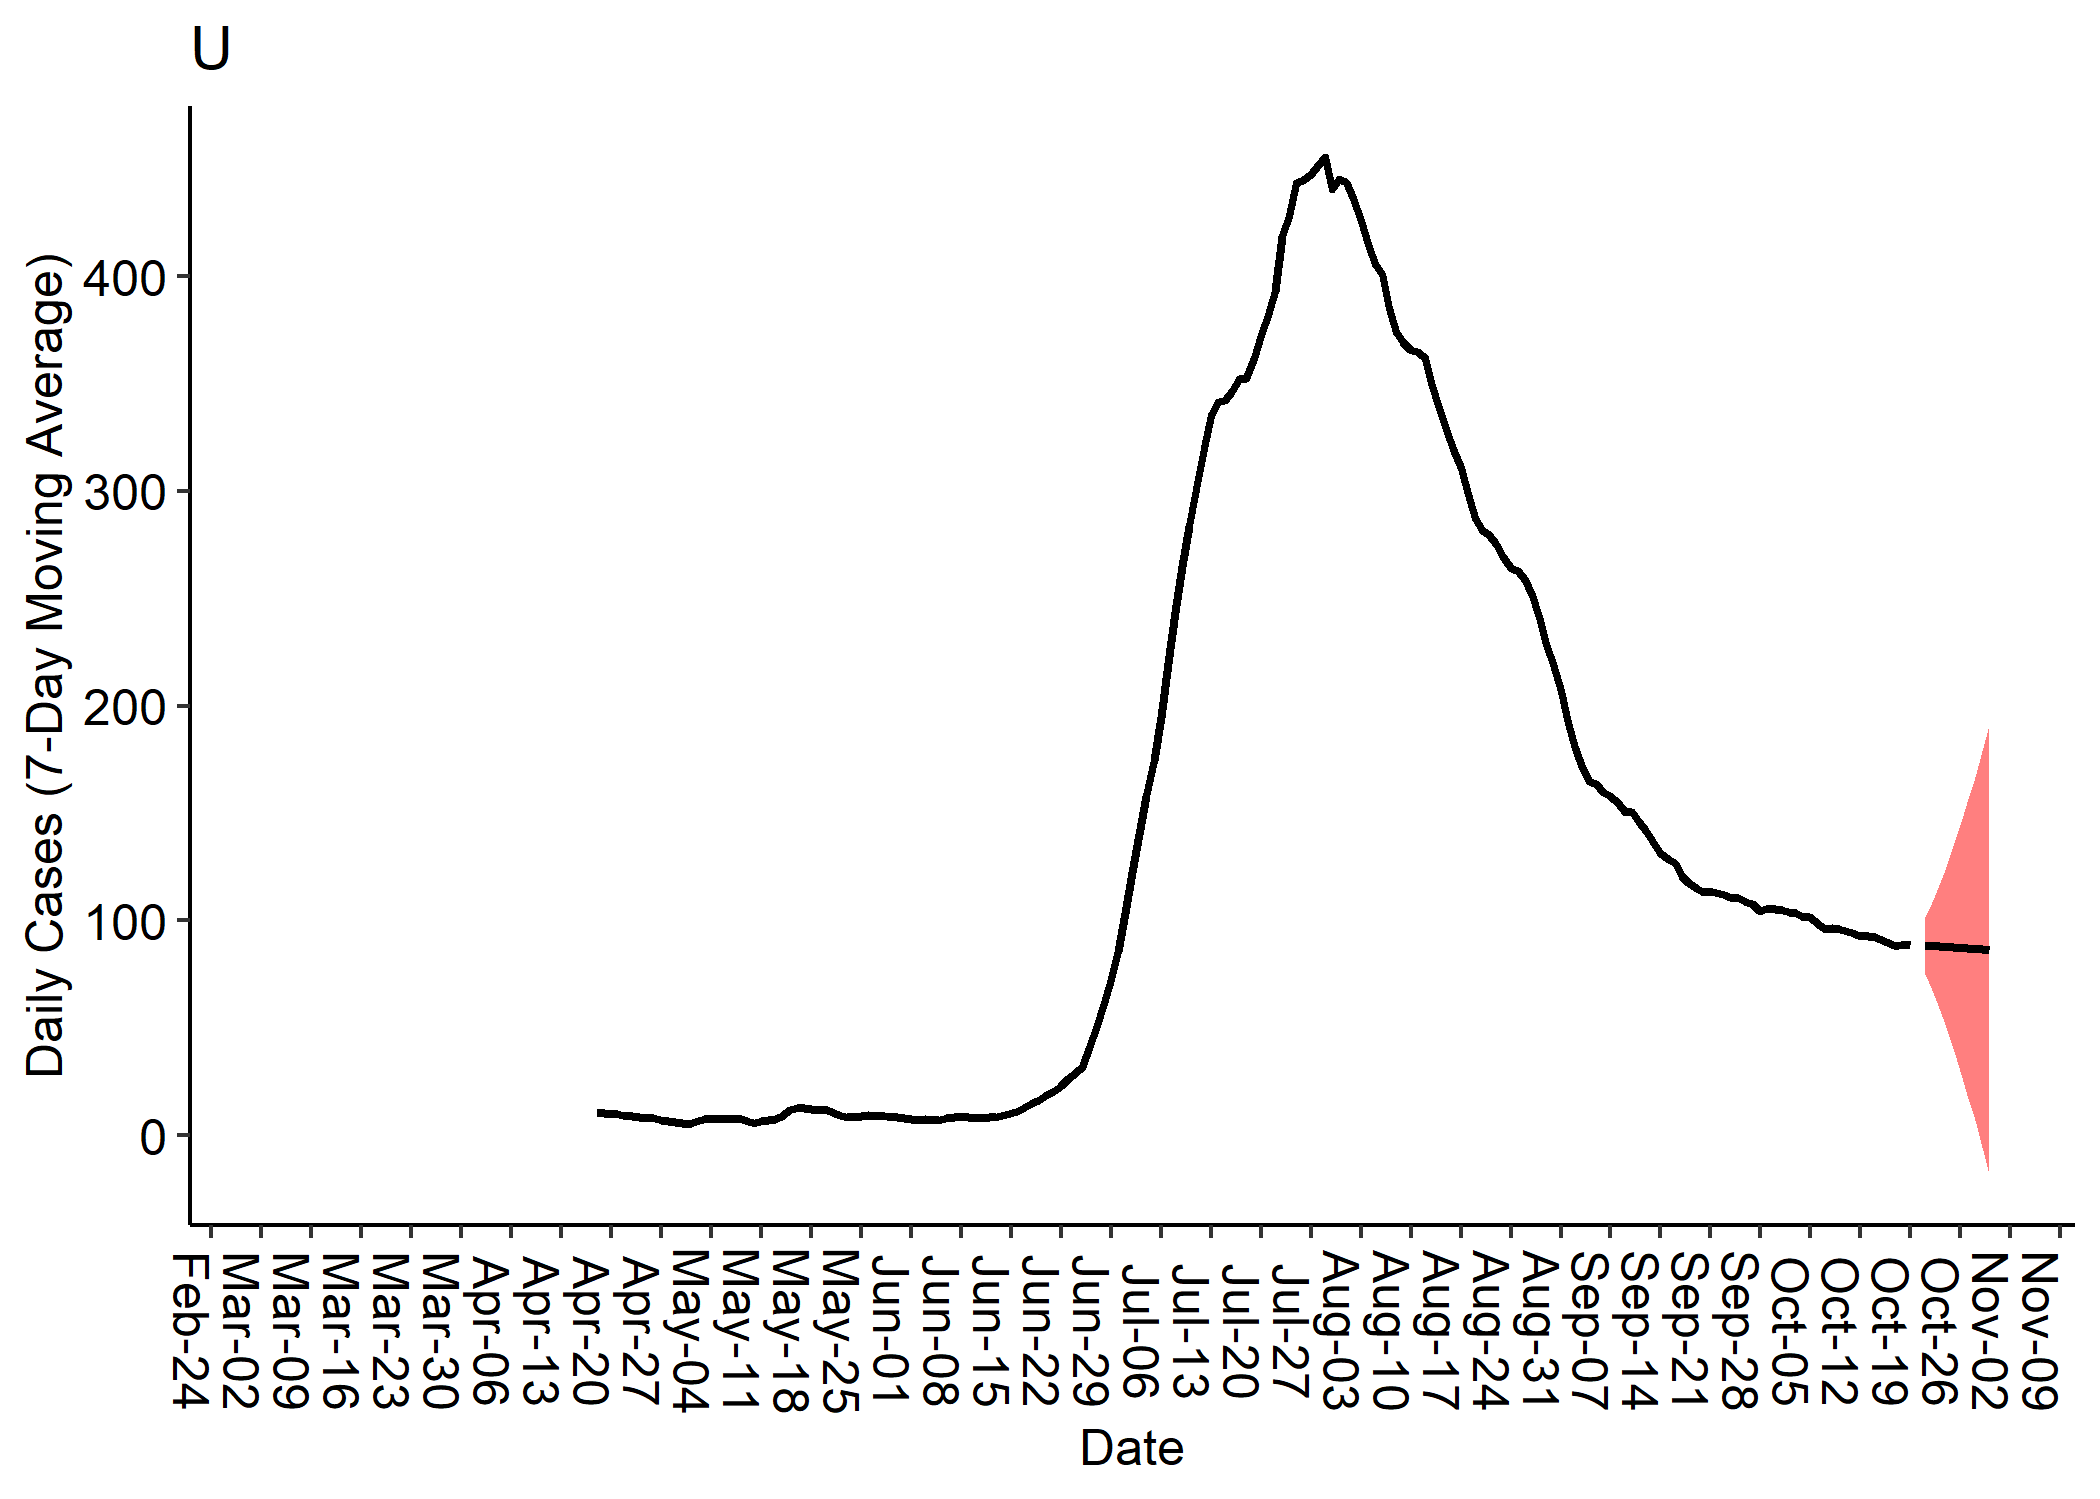 U
Daily Cases (7-Day Moving Average)
400
300
200
100
0
Feb-24
Mar-02
Mar-09
Mar-16
Mar-23
Mar-30
Apr-06
Apr-13
Apr-20
Apr-27
May-04
May-11
May-18
May-25
Jun-01
Jun-08
Jun-15
Jun-22
Jun-29
Jul-06
Jul-13
Jul-20
Jul-27
Aug-03
Aug-10
Aug-17
Aug-24
Aug-31
Sep-07
Sep-14
Sep-21
Sep-28
Oct-05
Oct-12
Oct-19
Oct-26
Nov-02
Nov-09
Date